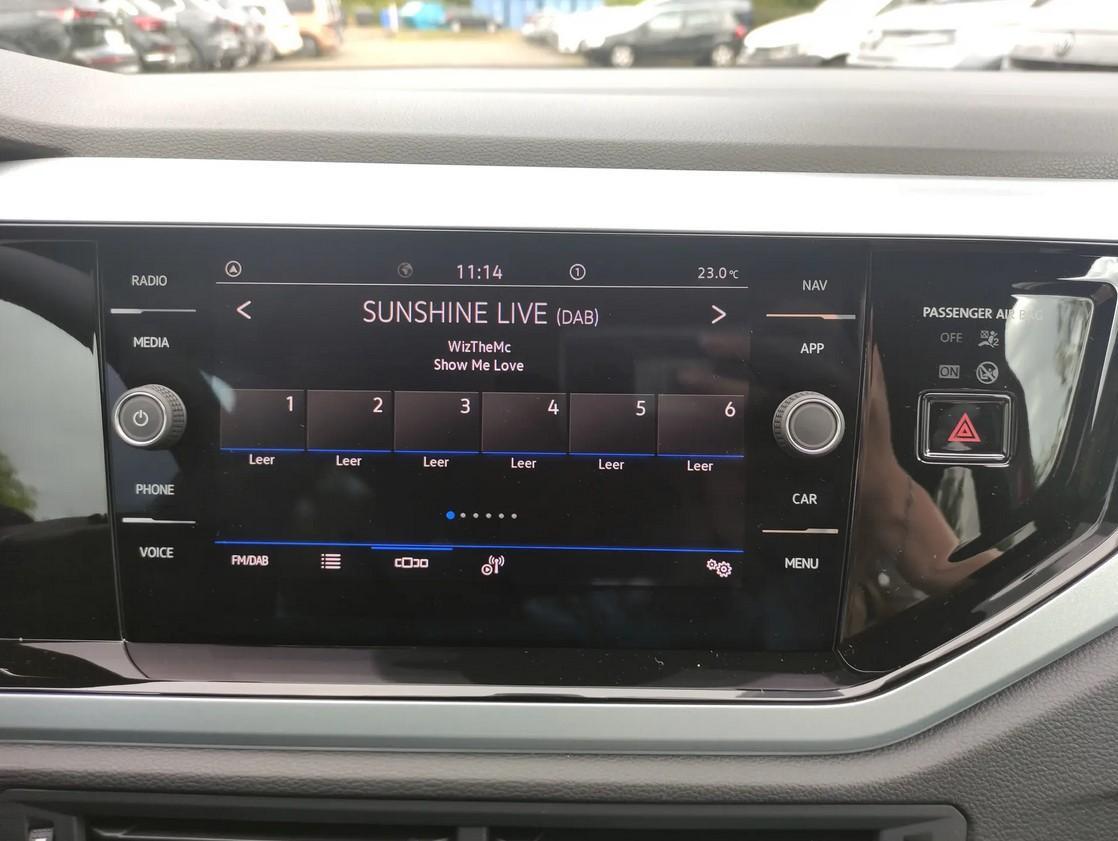 RADIO
MEDIA
PHONE
VOICE
11:14
1
23.0 °C
< SUNSHINE LIVE (DAB) >
WizTheMc
Show Me Love
1 2 3 4 5 6
Leer Leer Leer Leer Leer Leer
FM/DAB
NAV
APP
CAR
MENU
PASSENGER AIR BAG
OFF
ON